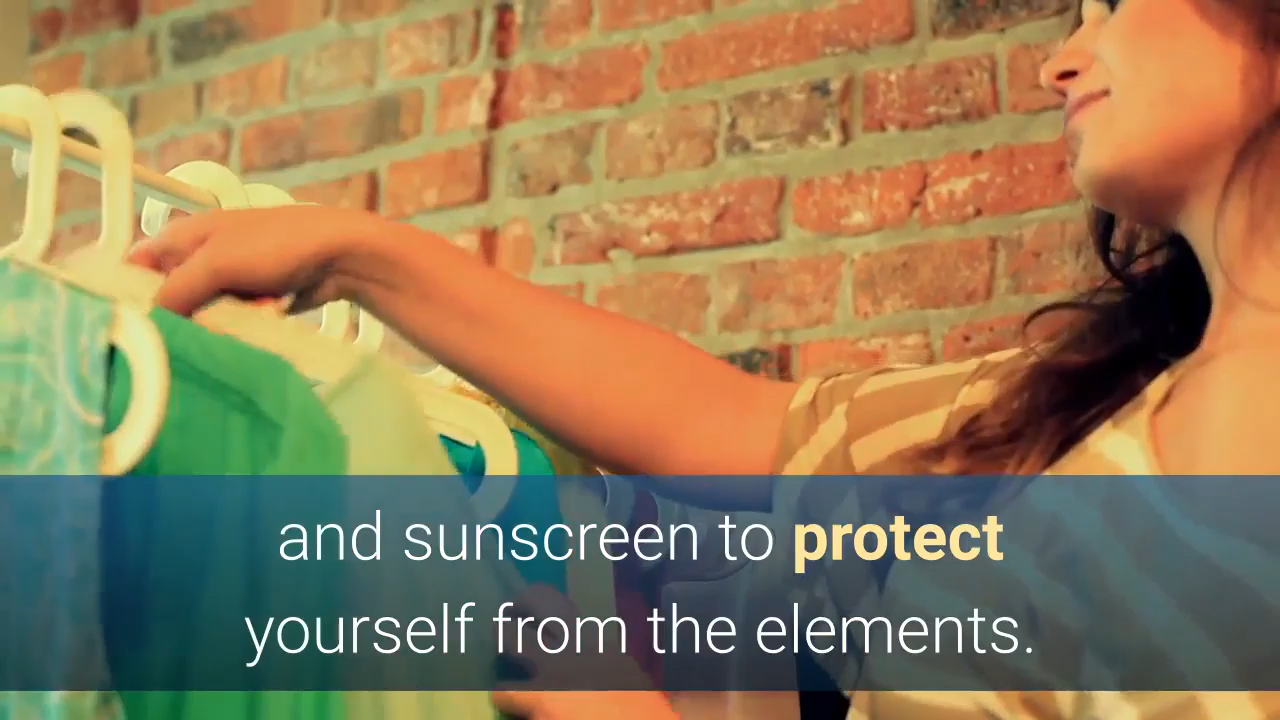 and sunscreen to protect
yourself from the elements.